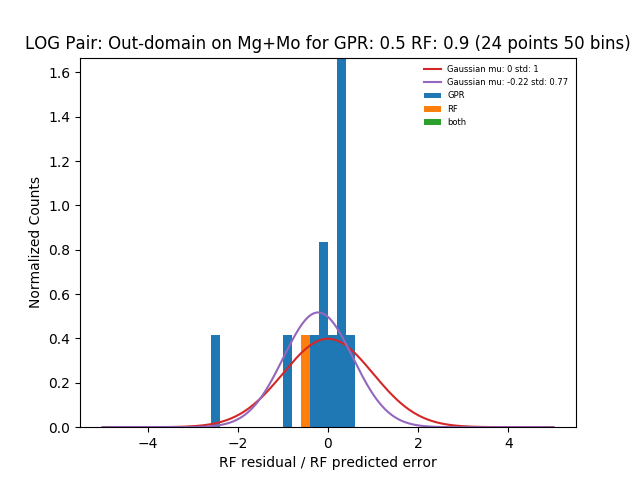 LOG Pair: Out-domain on Mg+Mo for GPR: 0.5 RF: 0.9 (24 points 50 bins)
Gaussian mu: 0 std: 1
Gaussian mu: -0.22 std: 0.77
GPR
RF
both
Normalized Counts
1.6
1.4
1.2
1.0
0.8
0.6
0.4
0.2
0.0
−4 −2 0 2 4
RF residual / RF predicted error